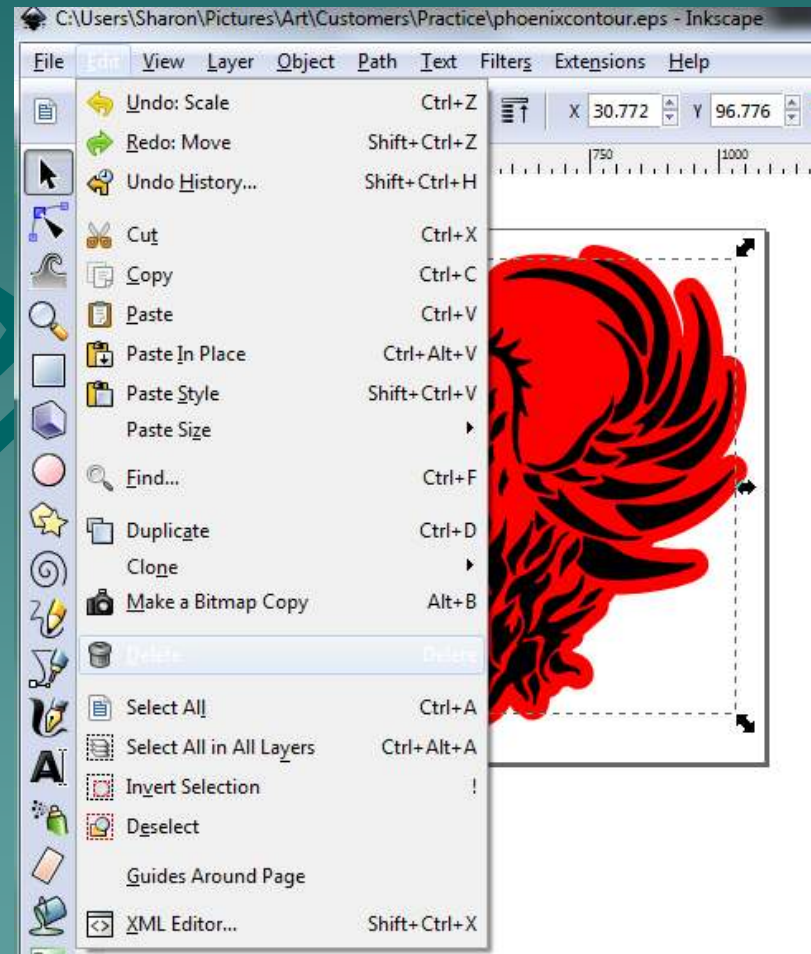 C:\Users\Sharon\Pictures\Art\Customers\Practice\phoenixcontour.eps - Inkscape
File Edit View Layer Object Path Text Filters Extensions Help
X 30.772 Y 96.776
750 1000
Undo: Scale Ctrl+Z
Redo: Move Shift+Ctrl+Z
Undo History... Shift+Ctrl+H
Cut Ctrl+X
Copy Ctrl+C
Paste Ctrl+V
Paste In Place Ctrl+Alt+V
Paste Style Shift+Ctrl+V
Paste Size
Find... Ctrl+F
Duplicate Ctrl+D
Clone
Make a Bitmap Copy Alt+B
Delete Delete
Select All Ctrl+A
Select All in All Layers Ctrl+Alt+A
Invert Selection !
Deselect
Guides Around Page
XML Editor... Shift+Ctrl+X